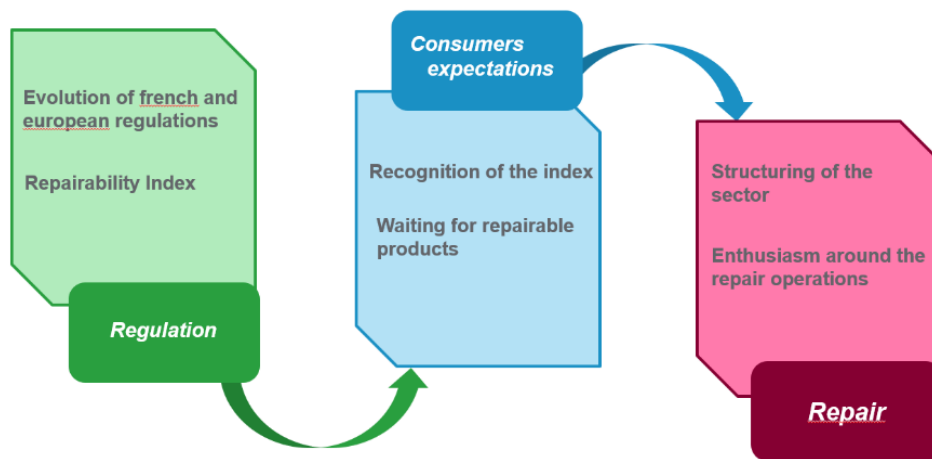 Evolution of french and
european regulations
Repairability Index
Regulation
Consumers
expectations
Recognition of the index
Waiting for repairable
products
Structuring of the
sector
Enthusiasm around the
repair operations
Repair